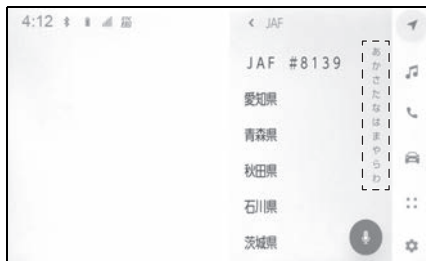 4:12
JAF
JAF #8139
愛知県
青森県
秋田県
石川県
茨城県
あ
か
さ
た
な
は
ま
や
ら
わ